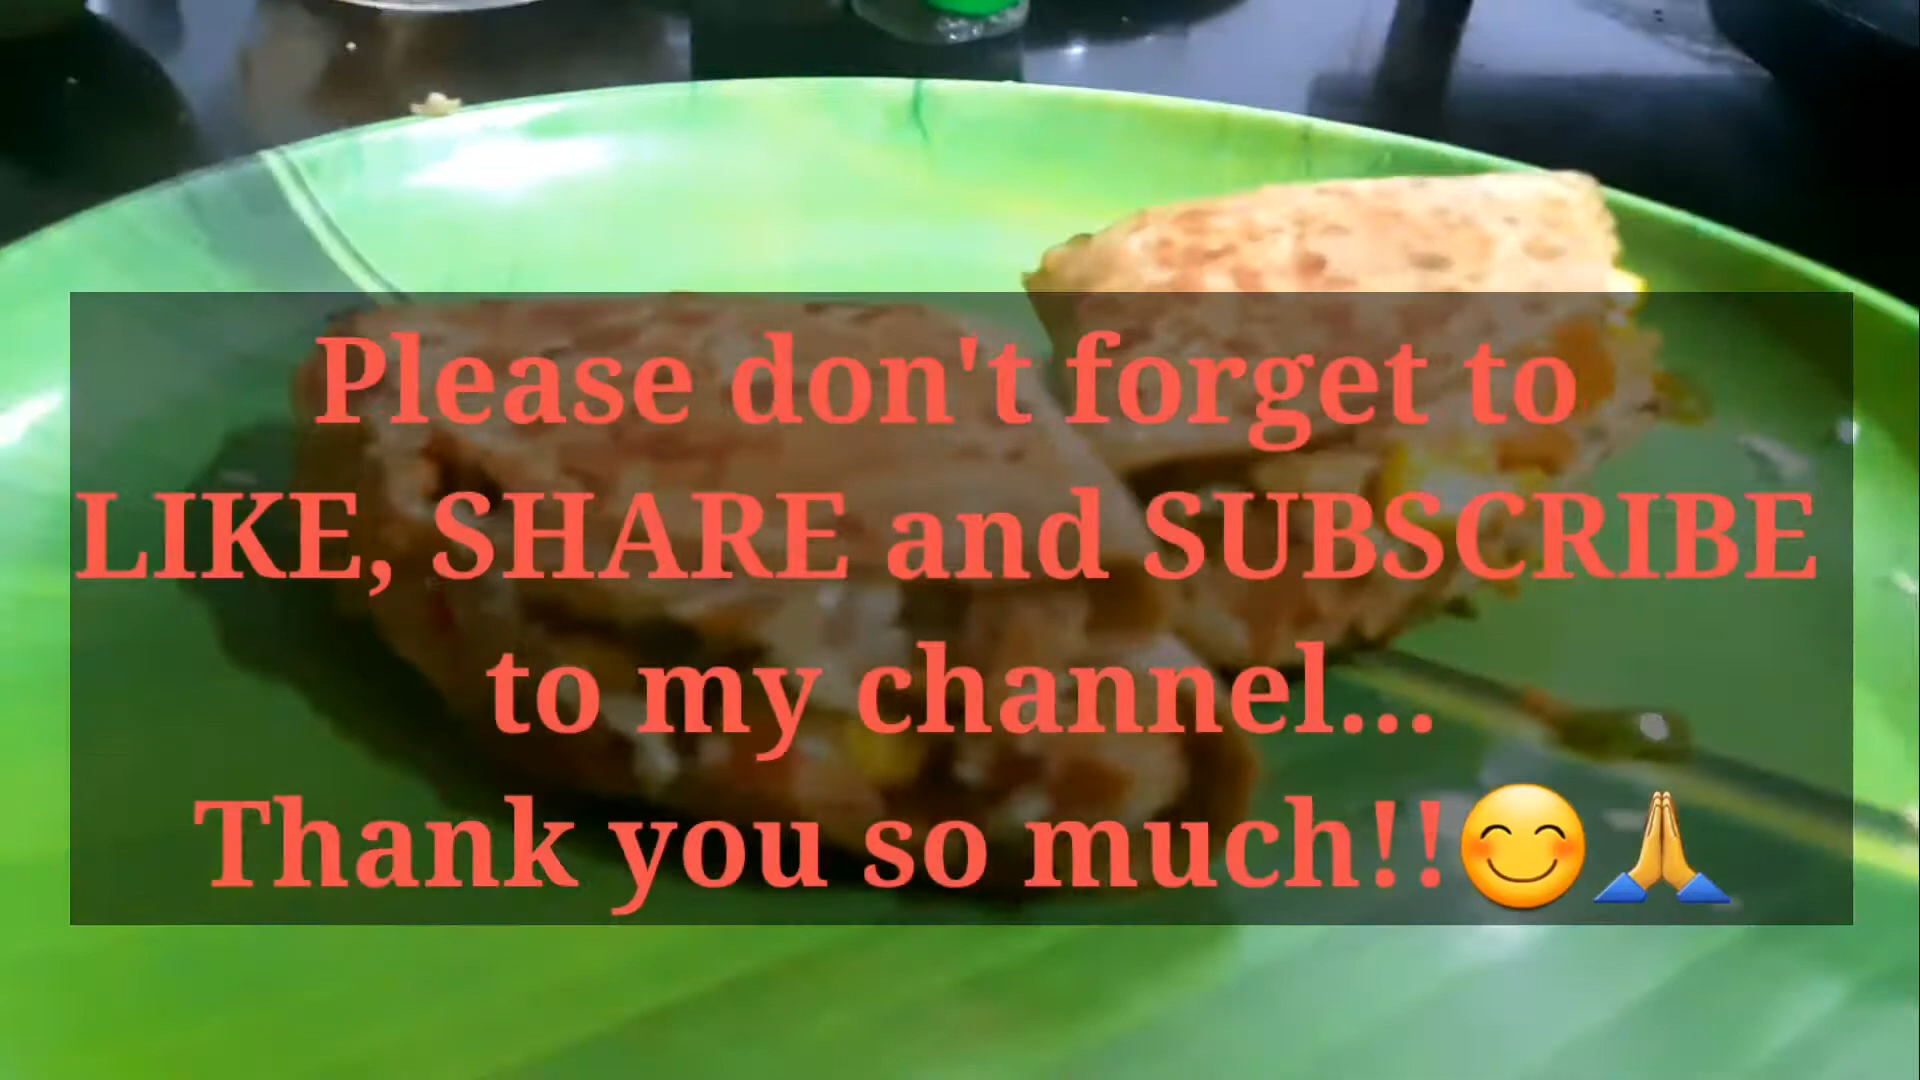 Please don't forget to
LIKE, SHARE and SUBSCRIBE
to my channel...
Thank you so much!!😊🙏